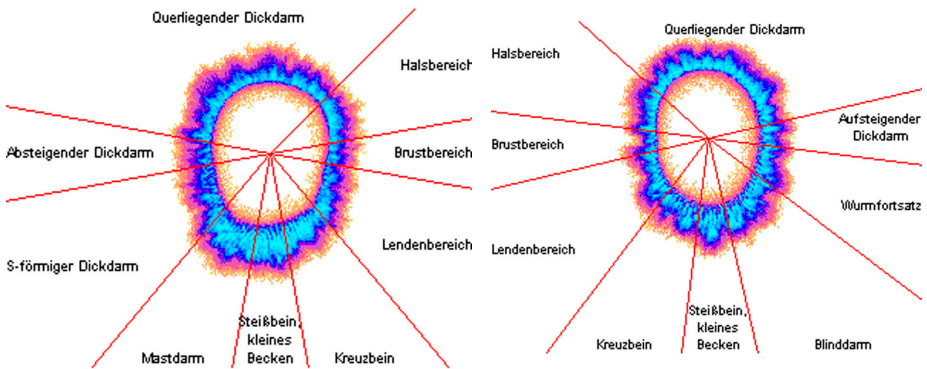 Querliegender Dickdarm
Halsbereich
Absteigender Dickdarm
Brustbereich
S-förmiger Dickdarm
Lendenbereich
Steißbein,
kleines
Becken
Mastdarm
Kreuzbein
Querliegender Dickdarm
Halsbereich
Aufsteigender
Dickdarm
Brustbereich
Wurmfortsatz
Lendenbereich
Steißbein,
kleines
Becken
Kreuzbein
Blinddarm